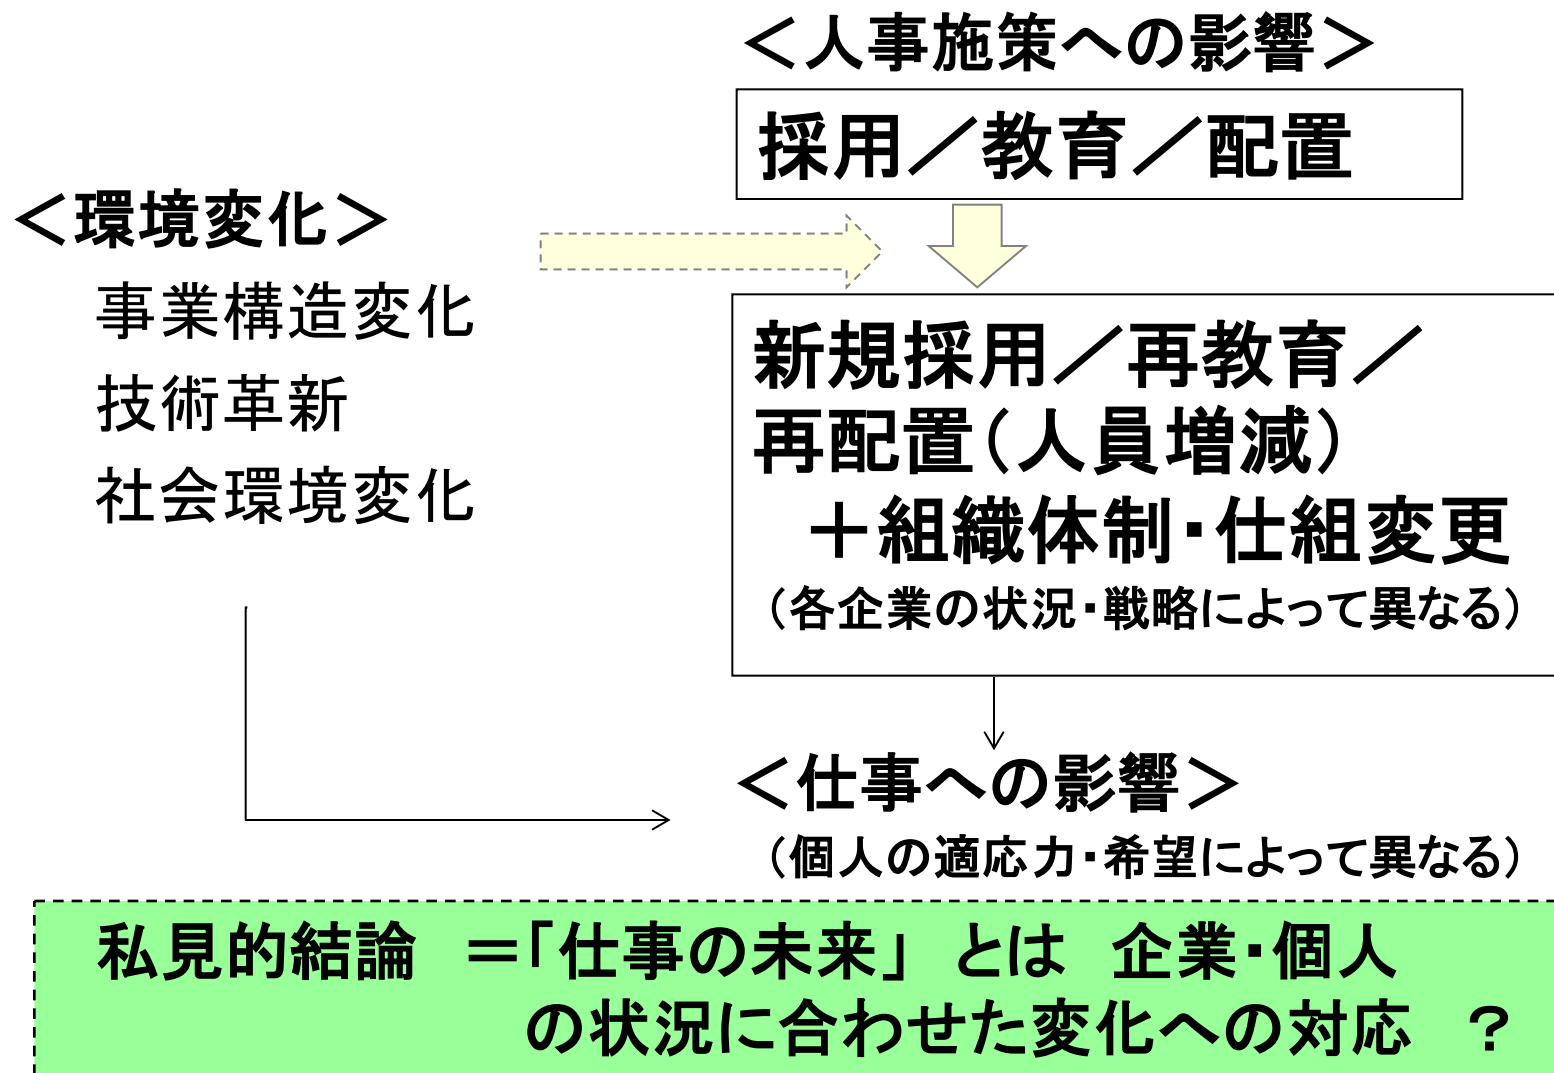 ＜人事施策への影響＞
採用／教育／配置
＜環境変化＞
事業構造変化
技術革新
社会環境変化
新規採用／再教育／
再配置（人員増減）
＋組織体制・仕組変更
（各企業の状況・戦略によって異なる）
＜仕事への影響＞
（個人の適応力・希望によって異なる）
私見的結論　＝「仕事の未来」　とは　企業・個人
の状況に合わせた変化への対応　？